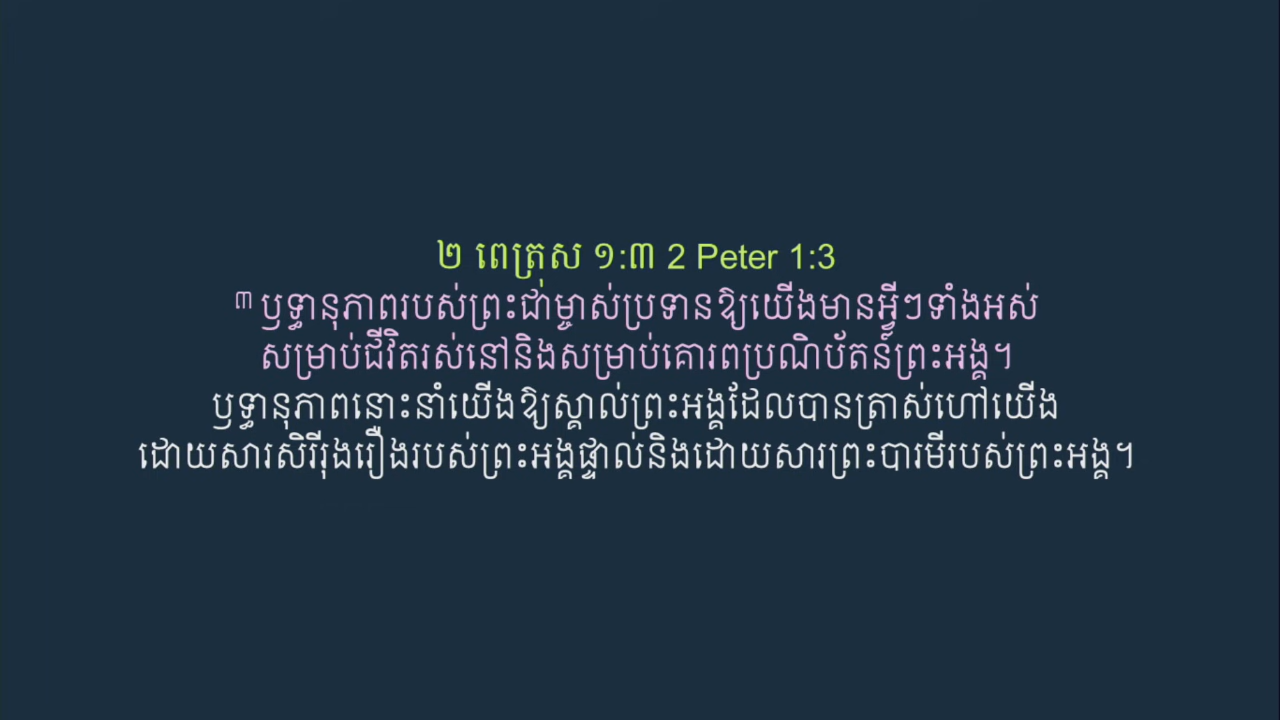 ២ ពេត្រុស ១:៣ 2 Peter 1:3
៣ ឫទ្ធានុភាពរបស់ព្រះជាម្ចាស់ប្រទានឱ្យយើងមានអ្វីៗទាំងអស់
សម្រាប់ជីវិតរស់នៅនិងសម្រាប់គោរពប្រណិប័តន៍ព្រះអង្គ។
ឫទ្ធានុភាពនោះនាំយើងឱ្យស្គាល់ព្រះអង្គដែលបានត្រាស់ហៅយើង
ដោយសារសិរីរុងរឿងរបស់ព្រះអង្គផ្ទាល់និងដោយសារព្រះបារមីរបស់ព្រះអង្គ។